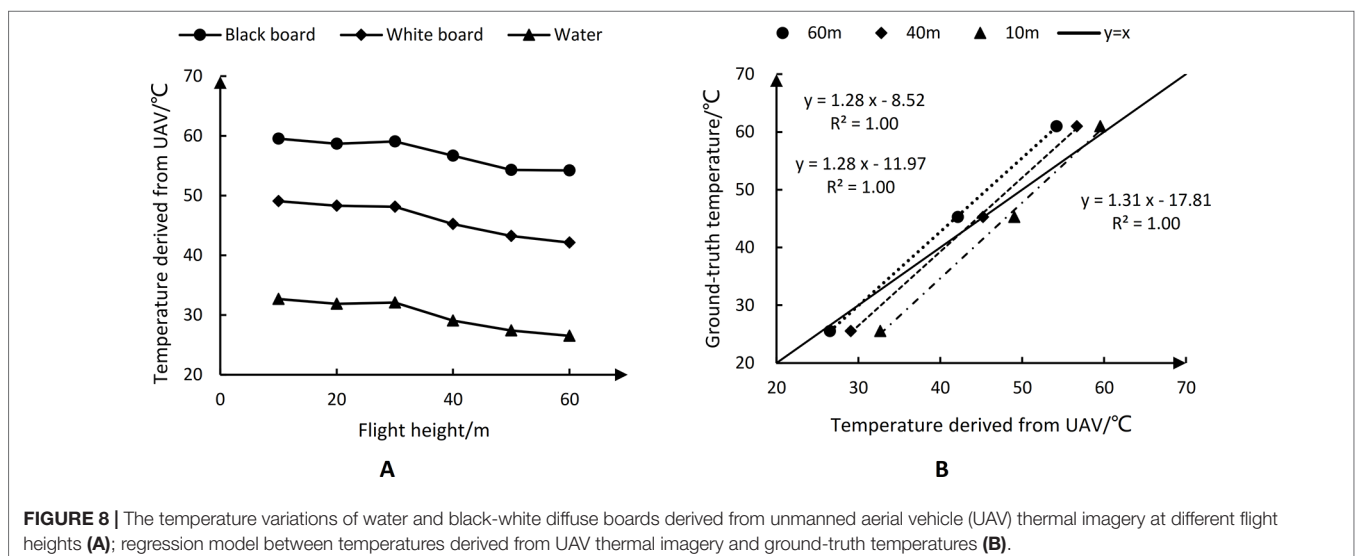 Black board White board Water
Temperature derived from UAV/℃
70
60
50
40
30
20
0 20 40 60
Flight height/m
A
60m 40m 10m y=x
Ground-truth temperature/℃
70
60
50
40
30
20
y = 1.28 x - 8.52
R² = 1.00
y = 1.28 x - 11.97
R² = 1.00
y = 1.31 x - 17.81
R² = 1.00
20 30 40 50 60 70
Temperature derived from UAV/℃
B
FIGURE 8 | The temperature variations of water and black-white diffuse boards derived from unmanned aerial vehicle (UAV) thermal imagery at different flight
heights (A); regression model between temperatures derived from UAV thermal imagery and ground-truth temperatures (B).